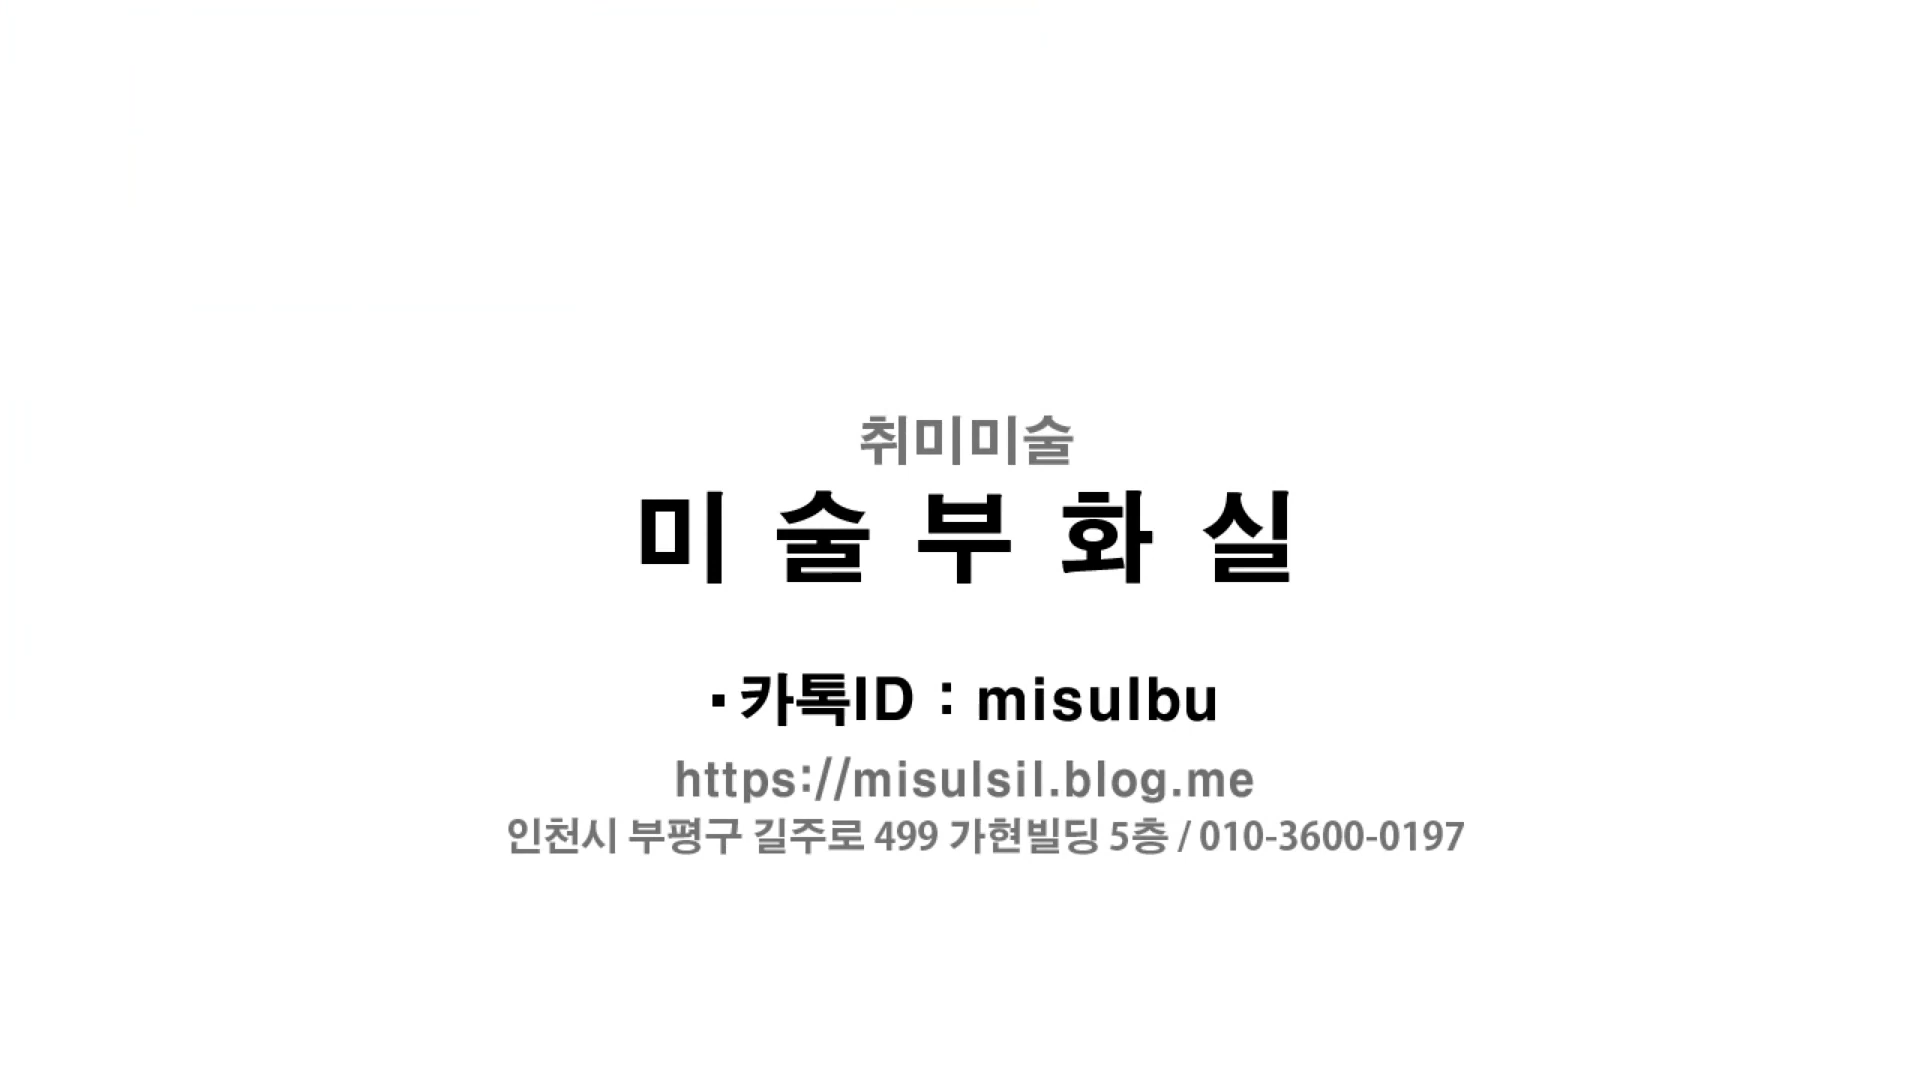 취미미술
미 술 부 화 실
▪카톡ID : misulbu
https://misulsil.blog.me
인천시 부평구 길주로 499 가현빌딩 5층 / 010-3600-0197